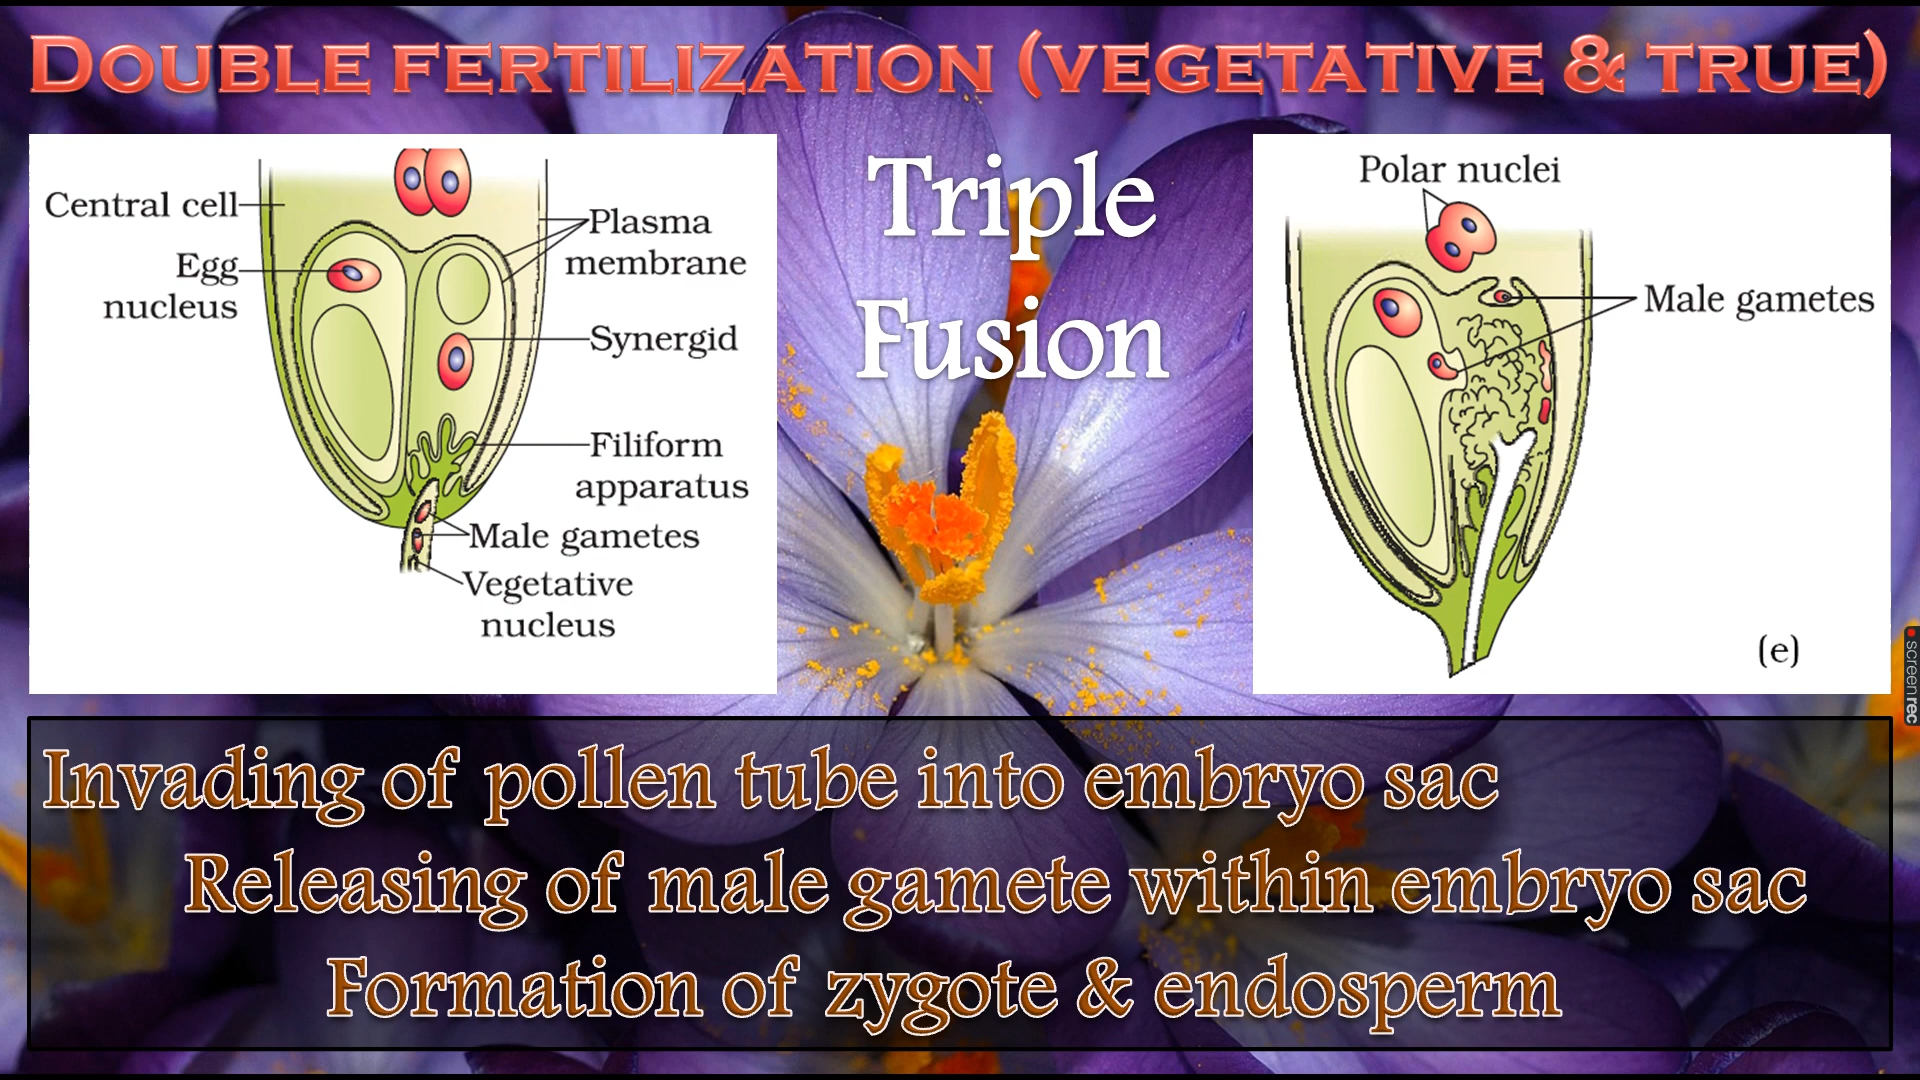 Double fertilization (vegetative & true)
Central cell
Egg
nucleus
Plasma
membrane
Synergid
Filiform
apparatus
Male gametes
Vegetative
nucleus
Triple
Fusion
Polar nuclei
Male gametes
(e)
Invading of pollen tube into embryo sac
Releasing of male gamete within embryo sac
Formation of zygote & endosperm
screenrec